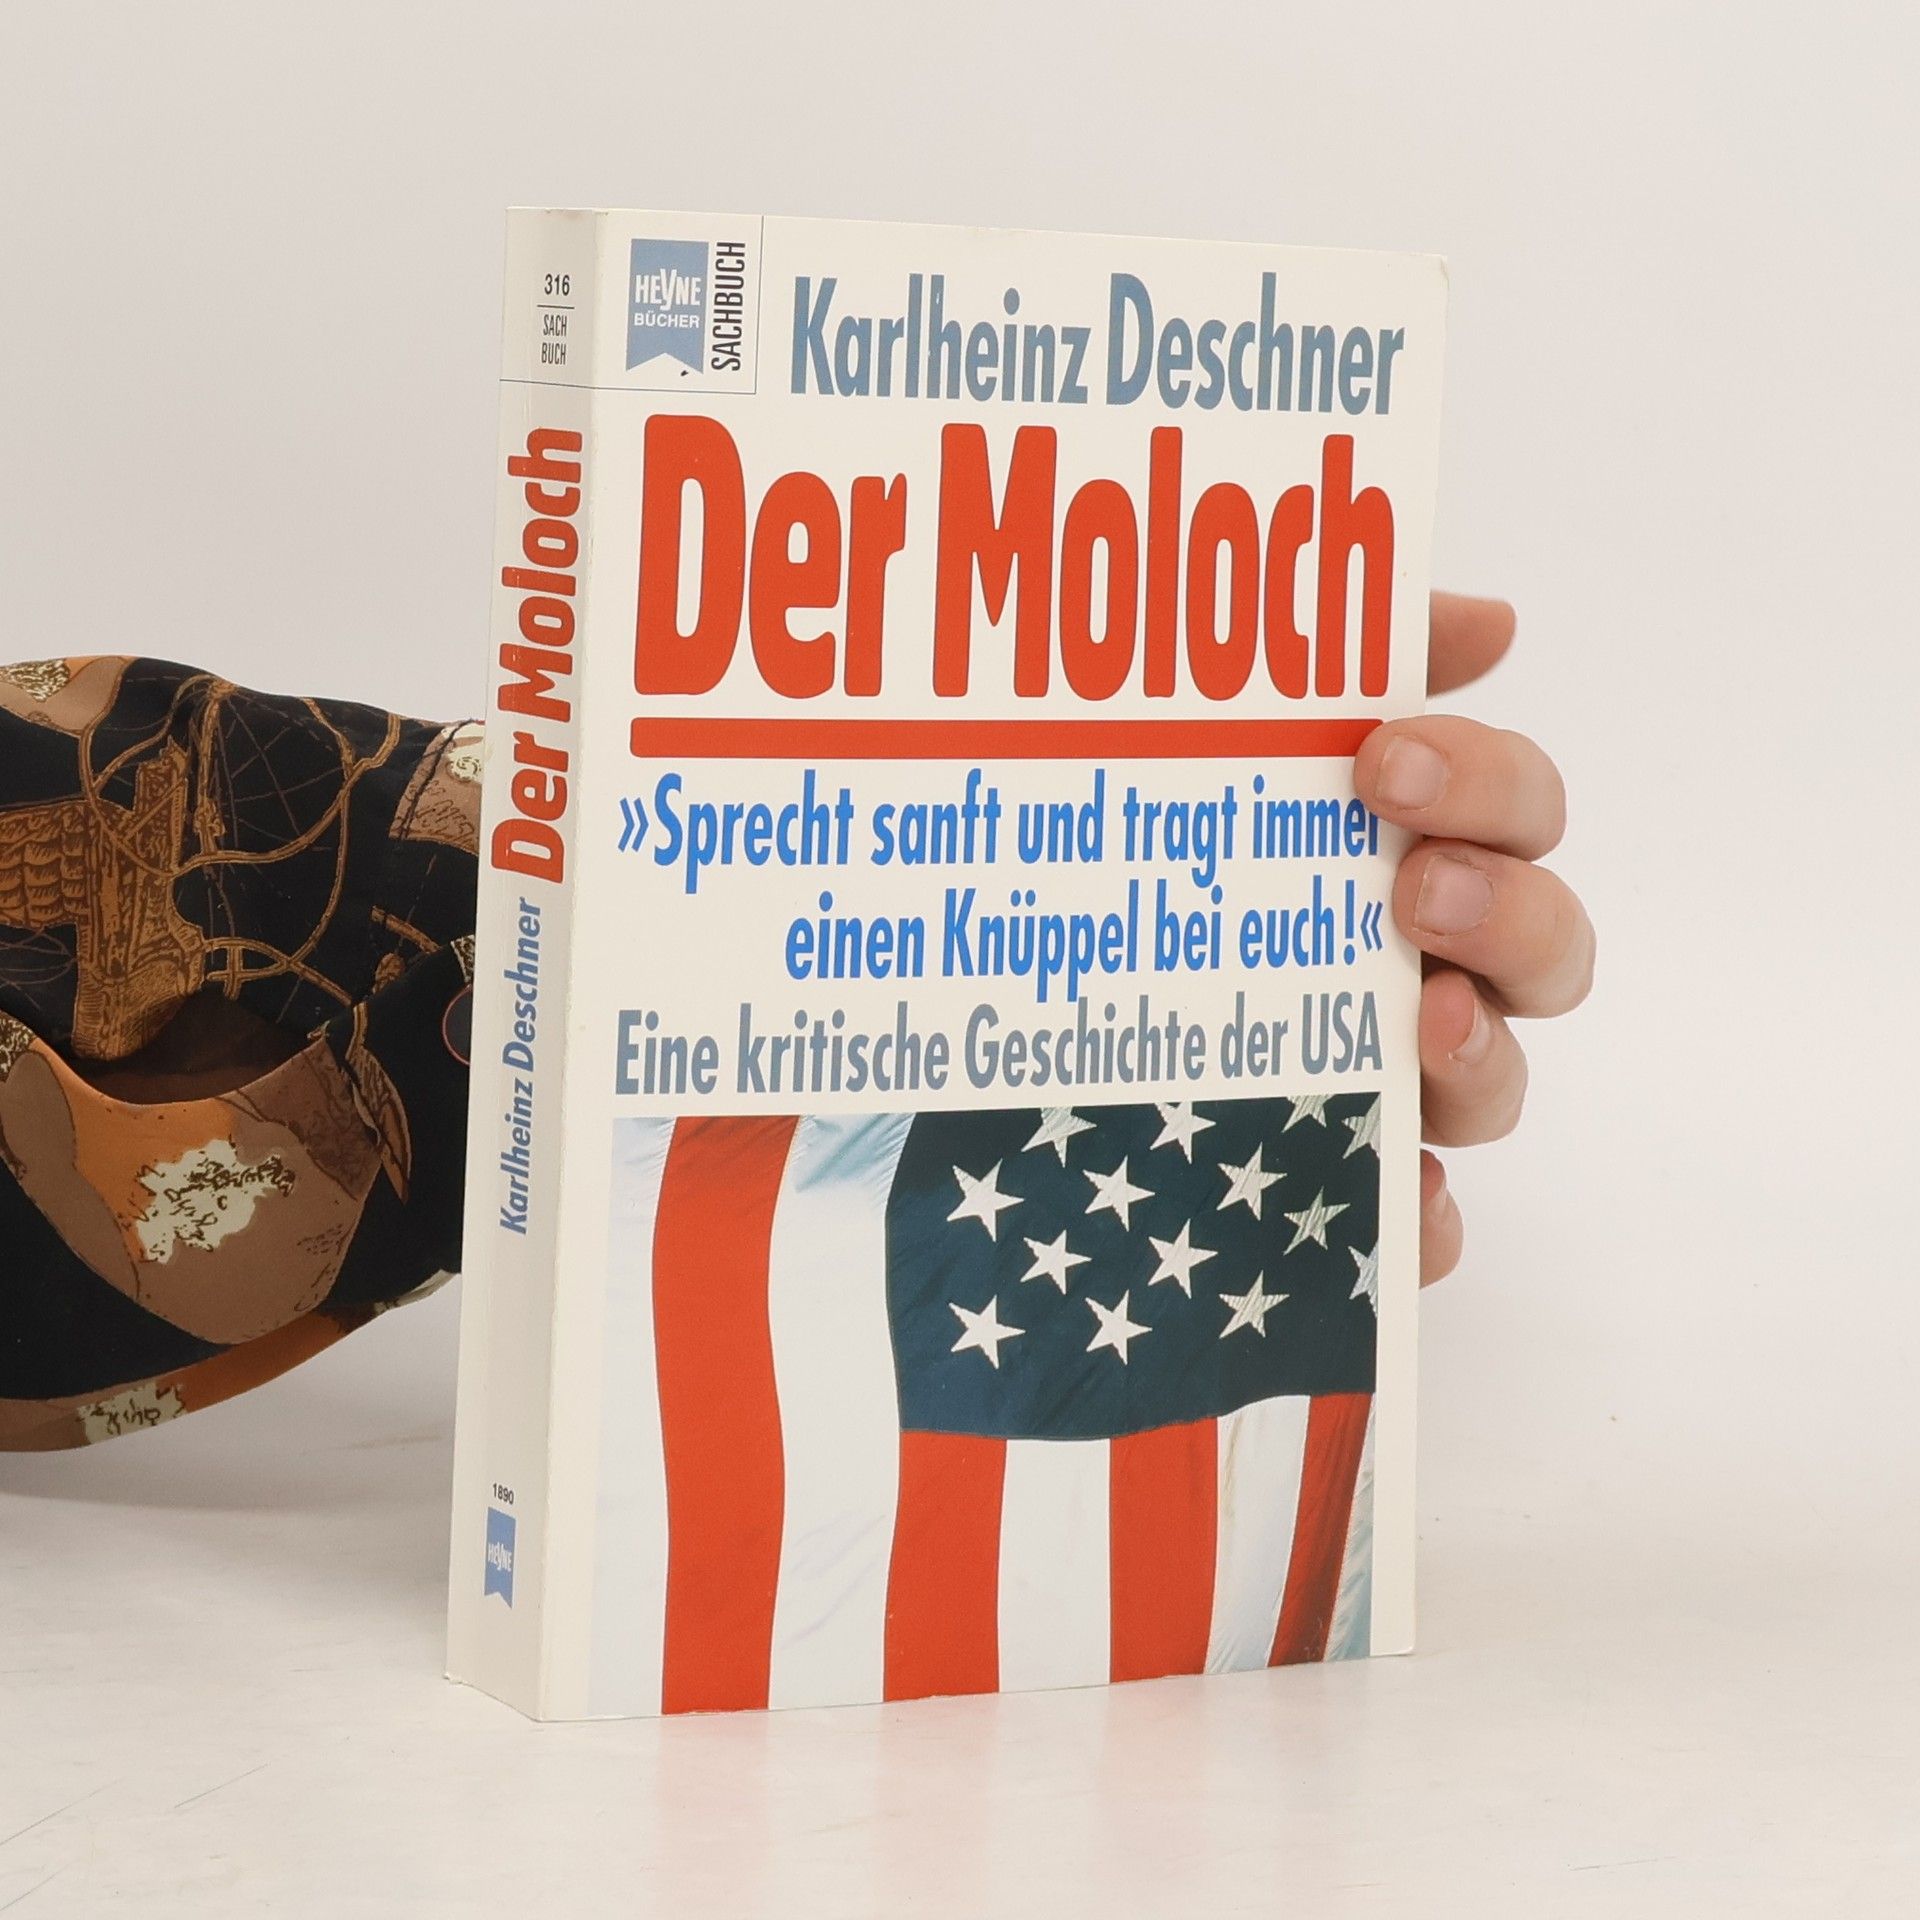 316
SACH
BUCH
Der Moloch
Karlheinz Deschner
1890
HEYNE
HEYNE
BÜCHER
SACHBUCH
Karlheinz Deschner
Der Moloch
»Sprecht sanft und tragt immer
einen Knüppel bei euch!«
Eine kritische Geschichte der USA